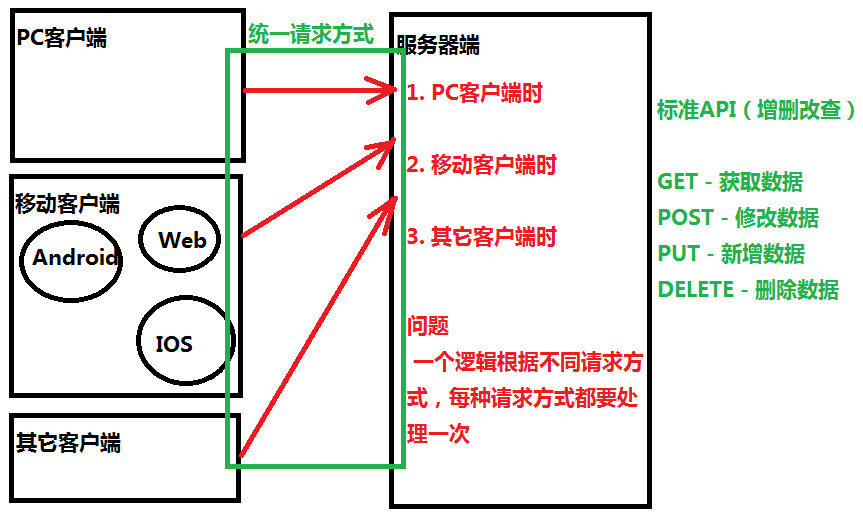 PC客户端
移动客户端
Android
Web
IOS
其它客户端
统一请求方式
服务器端
1. PC客户端时
2. 移动客户端时
3. 其它客户端时
问题
一个逻辑根据不同请求方
式，每种请求方式都要处
理一次
标准API（增删改查）
GET - 获取数据
POST - 修改数据
PUT - 新增数据
DELETE - 删除数据